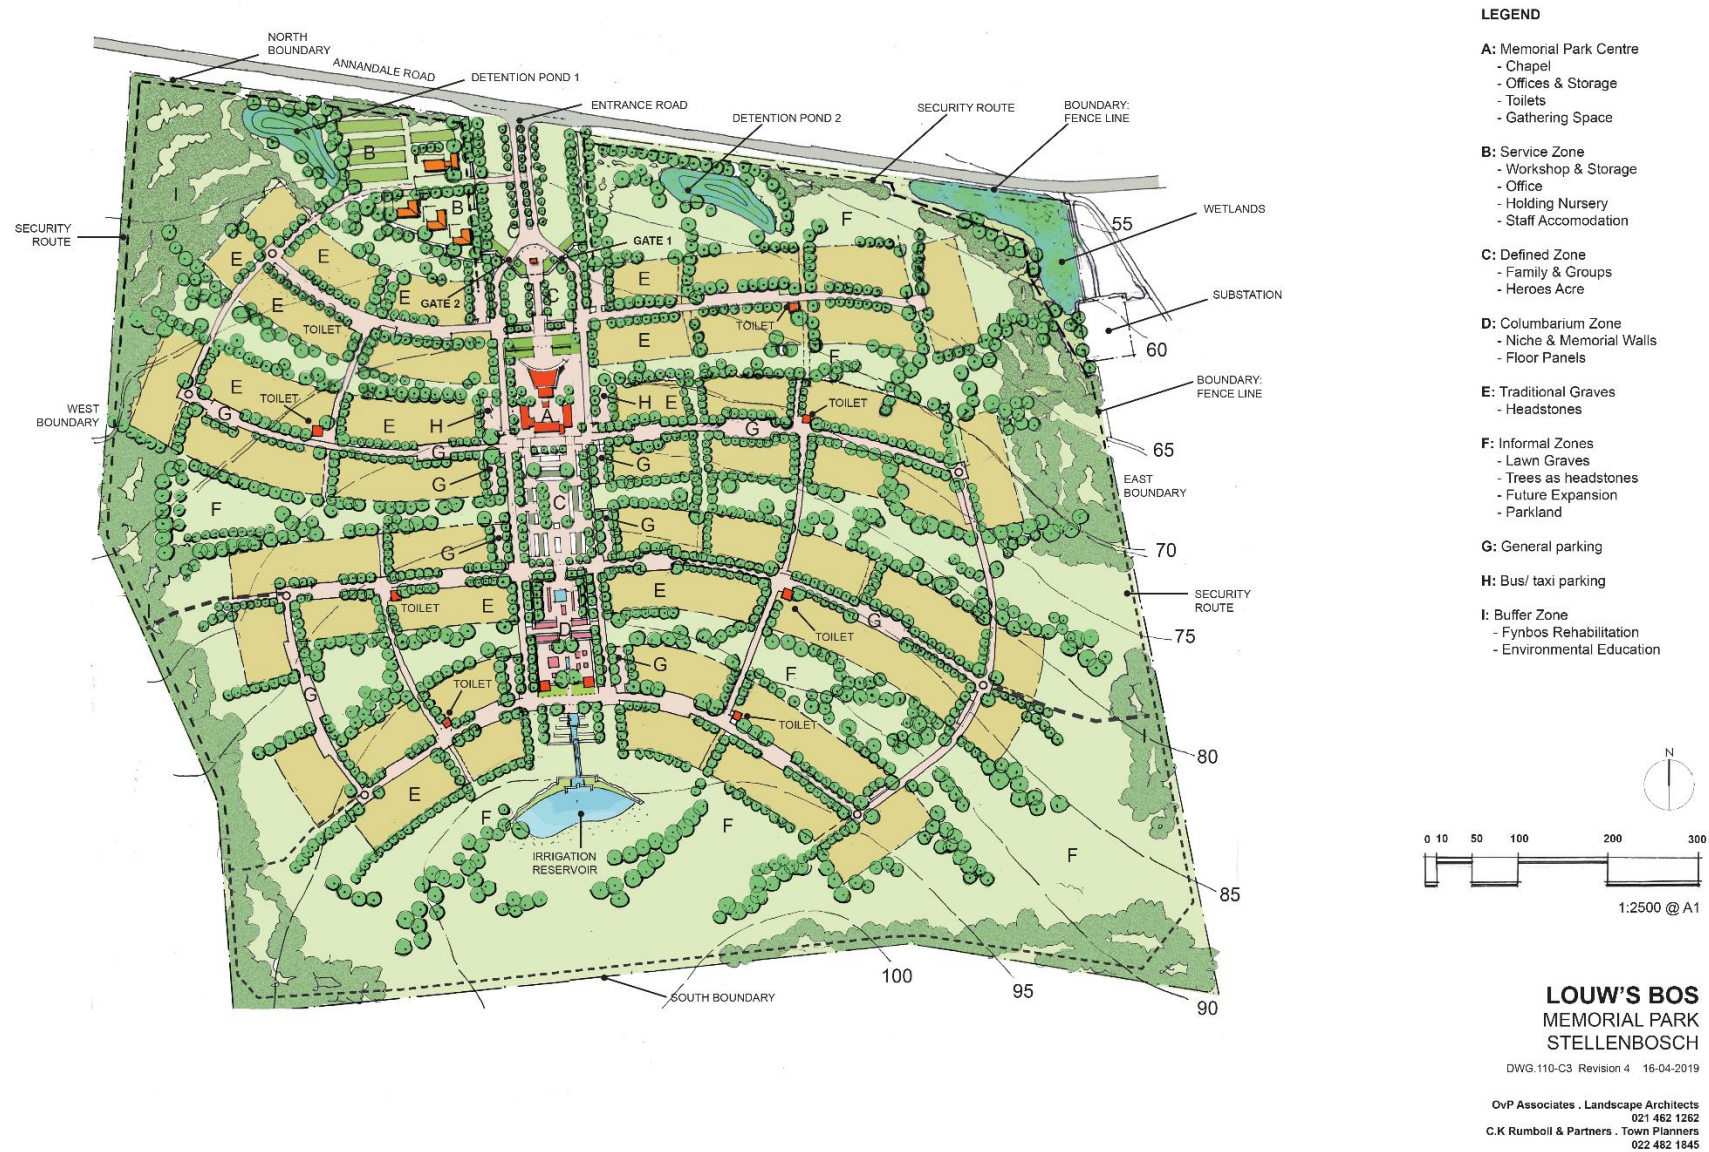 NORTH
BOUNDARY
ANNANDALE ROAD
DETENTION POND 1
ENTRANCE ROAD
DETENTION POND 2
SECURITY ROUTE
BOUNDARY:
FENCE LINE
B
I
B
C
F
55
WETLANDS
SECURITY
ROUTE
GATE 1
E
E
E
E
E
C
GATE 2
TOILET
TOILET
SUBSTATION
E
F
60
BOUNDARY:
FENCE LINE
E
TOILET
WEST
BOUNDARY
G
E
H
A
H
E
TOILET
G
G
G
G
65
EAST
BOUNDARY
F
C
G
G
70
TOILET
E
E
SECURITY
ROUTE
D
TOILET
G
75
G
TOILET
G
F
TOILET
I
80
E
F
F
F
IRRIGATION
RESERVOIR
85
SOUTH BOUNDARY
100
95
90
LEGEND
A: Memorial Park Centre
- Chapel
- Offices & Storage
- Toilets
- Gathering Space
B: Service Zone
- Workshop & Storage
- Office
- Holding Nursery
- Staff Accomodation
C: Defined Zone
- Family & Groups
- Heroes Acre
D: Columbarium Zone
- Niche & Memorial Walls
- Floor Panels
E: Traditional Graves
- Headstones
F: Informal Zones
- Lawn Graves
- Trees as headstones
- Future Expansion
- Parkland
G: General parking
H: Bus/ taxi parking
I: Buffer Zone
- Fynbos Rehabilitation
- Environmental Education
N
0 10 50 100 200 300
1:2500 @ A1
LOUW'S BOS
MEMORIAL PARK
STELLENBOSCH
DWG.110-C3 Revision 4 16-04-2019
OvP Associates . Landscape Architects
021 462 1262
C.K Rumboll & Partners . Town Planners
022 482 1845